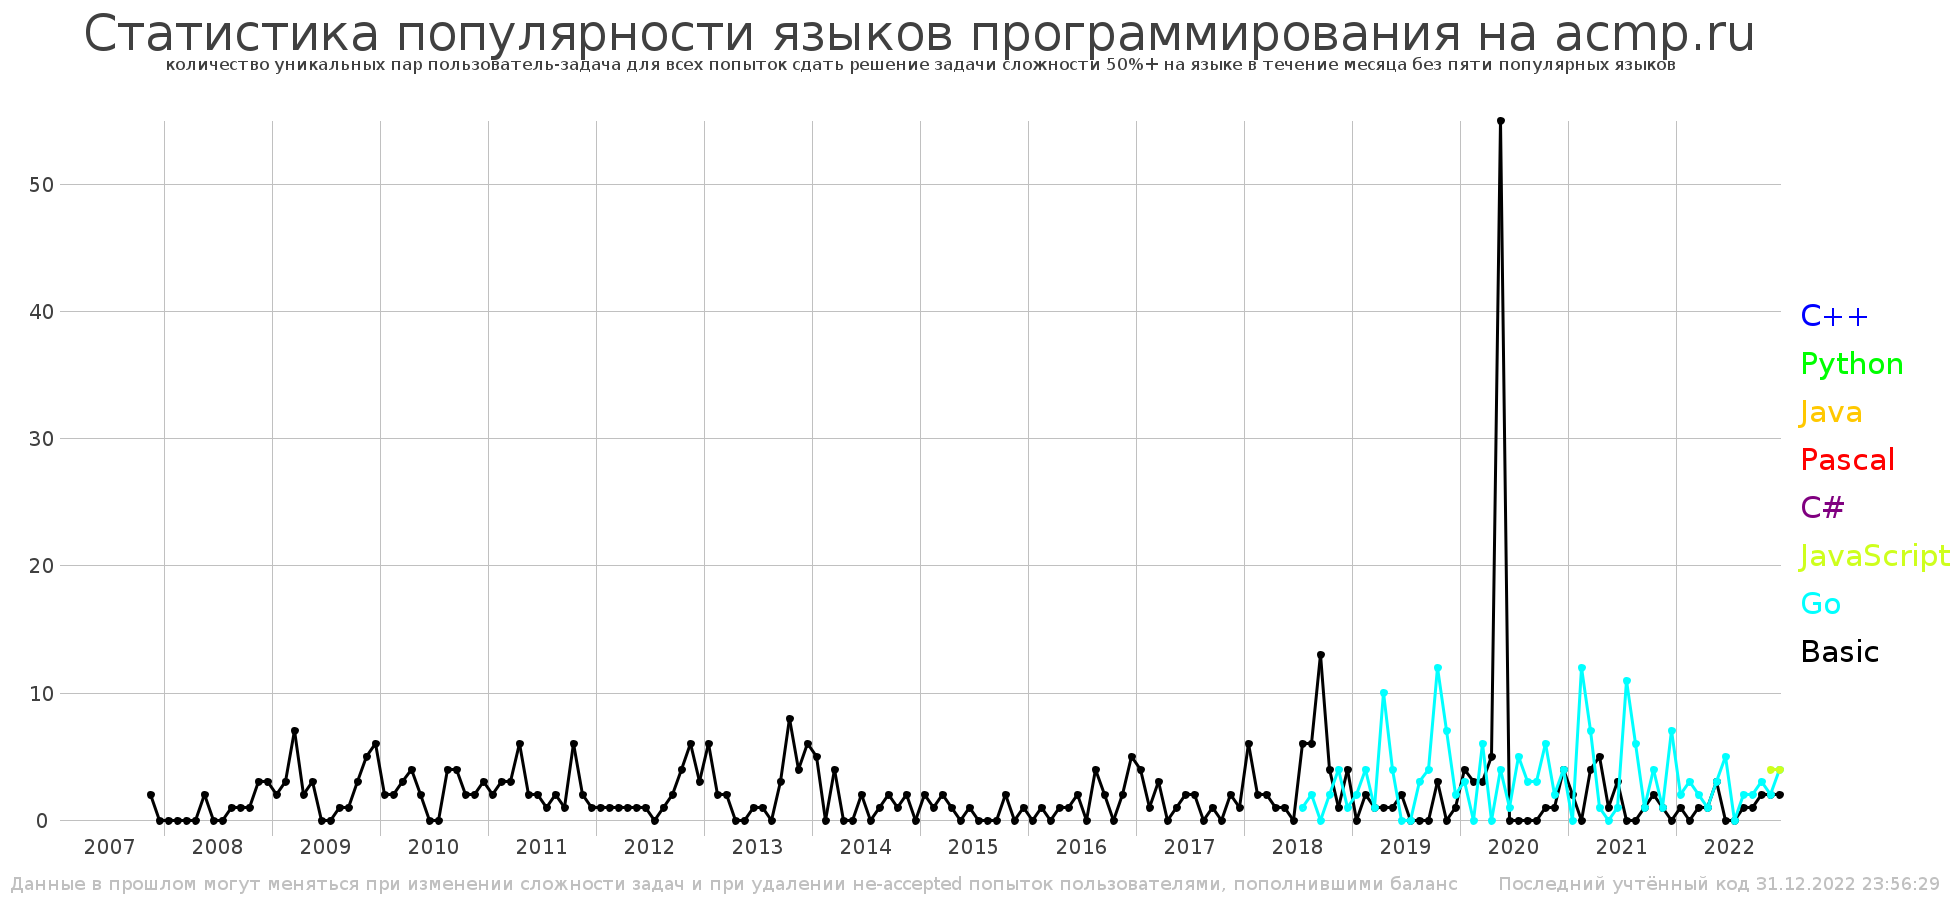 Статистика популярности языков программирования на acmp.ru
количество уникальных пар пользователь-задача для всех попыток сдать решение задачи сложности 50%+ на языке в течение месяца без пяти популярных языков
50
40
30
20
10
0
C++
Python
Java
Pascal
C#
JavaScript
Go
Basic
2007 2008 2009 2010 2011 2012 2013 2014 2015 2016 2017 2018 2019 2020 2021 2022
Данные в прошлом могут меняться при изменении сложности задач и при удалении не-accepted попыток пользователями, пополнившими баланс Последний учтённый код 31.12.2022 23:56:29